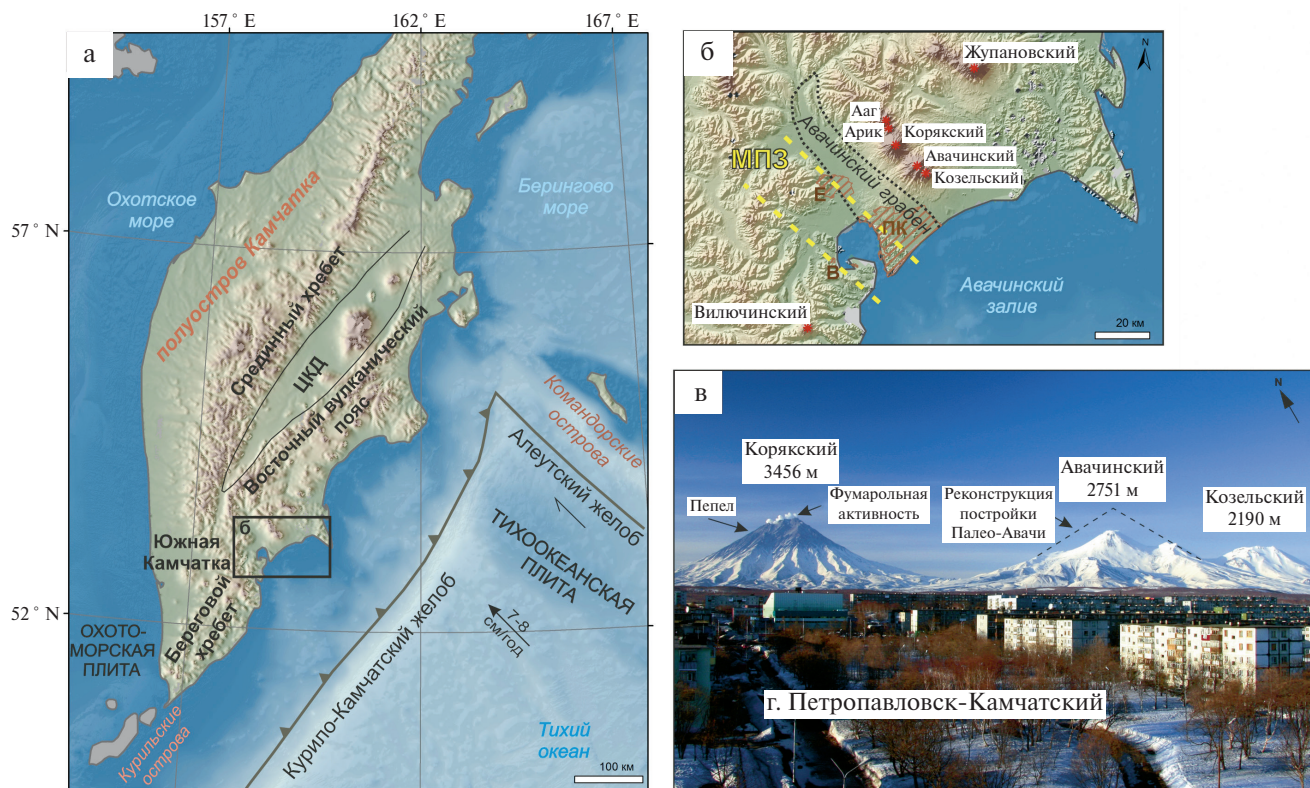 157° E
162° E
167° E
а
57° N
52° N
Охотское
море
Берингово
море
полуостров Камчатка
Срединный хребет
ЦКД
Восточный вулканический
пояс
Командорские
острова
Алеутский желоб
ТИХООКЕАНСКАЯ
ПЛИТА
7-8
см/год
б
Южная
Камчатка
Береговой
хребет
ОХОТО-
МОРСКАЯ
ПЛИТА
Курило-Камчатский желоб
Курильские
острова
Тихий
океан
100 км
б
N
Жупановский
Ааг
Арик
Корякский
Авачинский
Козельский
МПЗ
Авачинский грабен
Е
ПК
В
Авачинский
залив
Вилючинский
20 км
в
N
Корякский
3456 м
Пепел
Фумарольная
активность
Реконструкция
постройки
Палео-Авачи
Авачинский
2751 м
Козельский
2190 м
г. Петропавловск-Камчатский